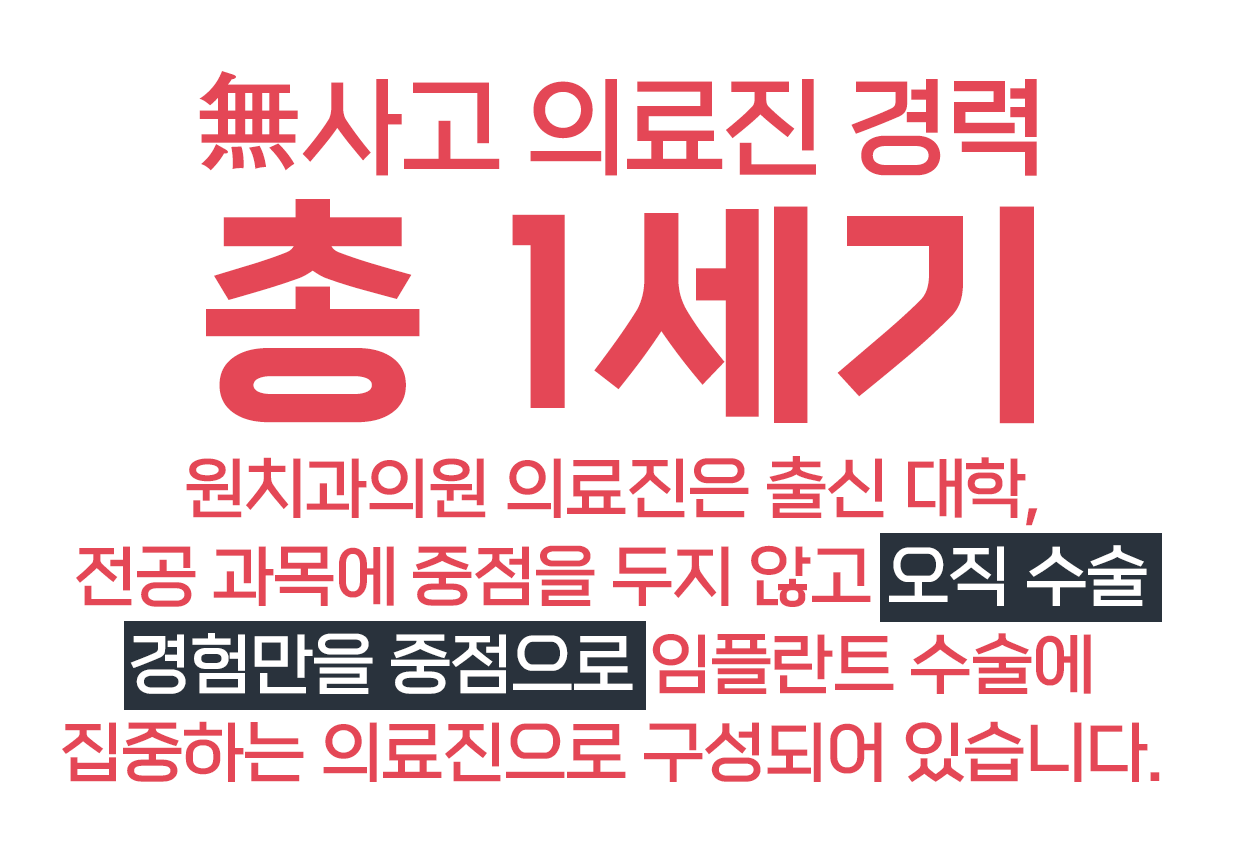 無사고 의료진 경력
총 1세기
원치과의원 의료진은 출신 대학,
전공 과목에 중점을 두지 않고 오직 수술
경험만을 중점으로 임플란트 수술에
집중하는 의료진으로 구성되어 있습니다.